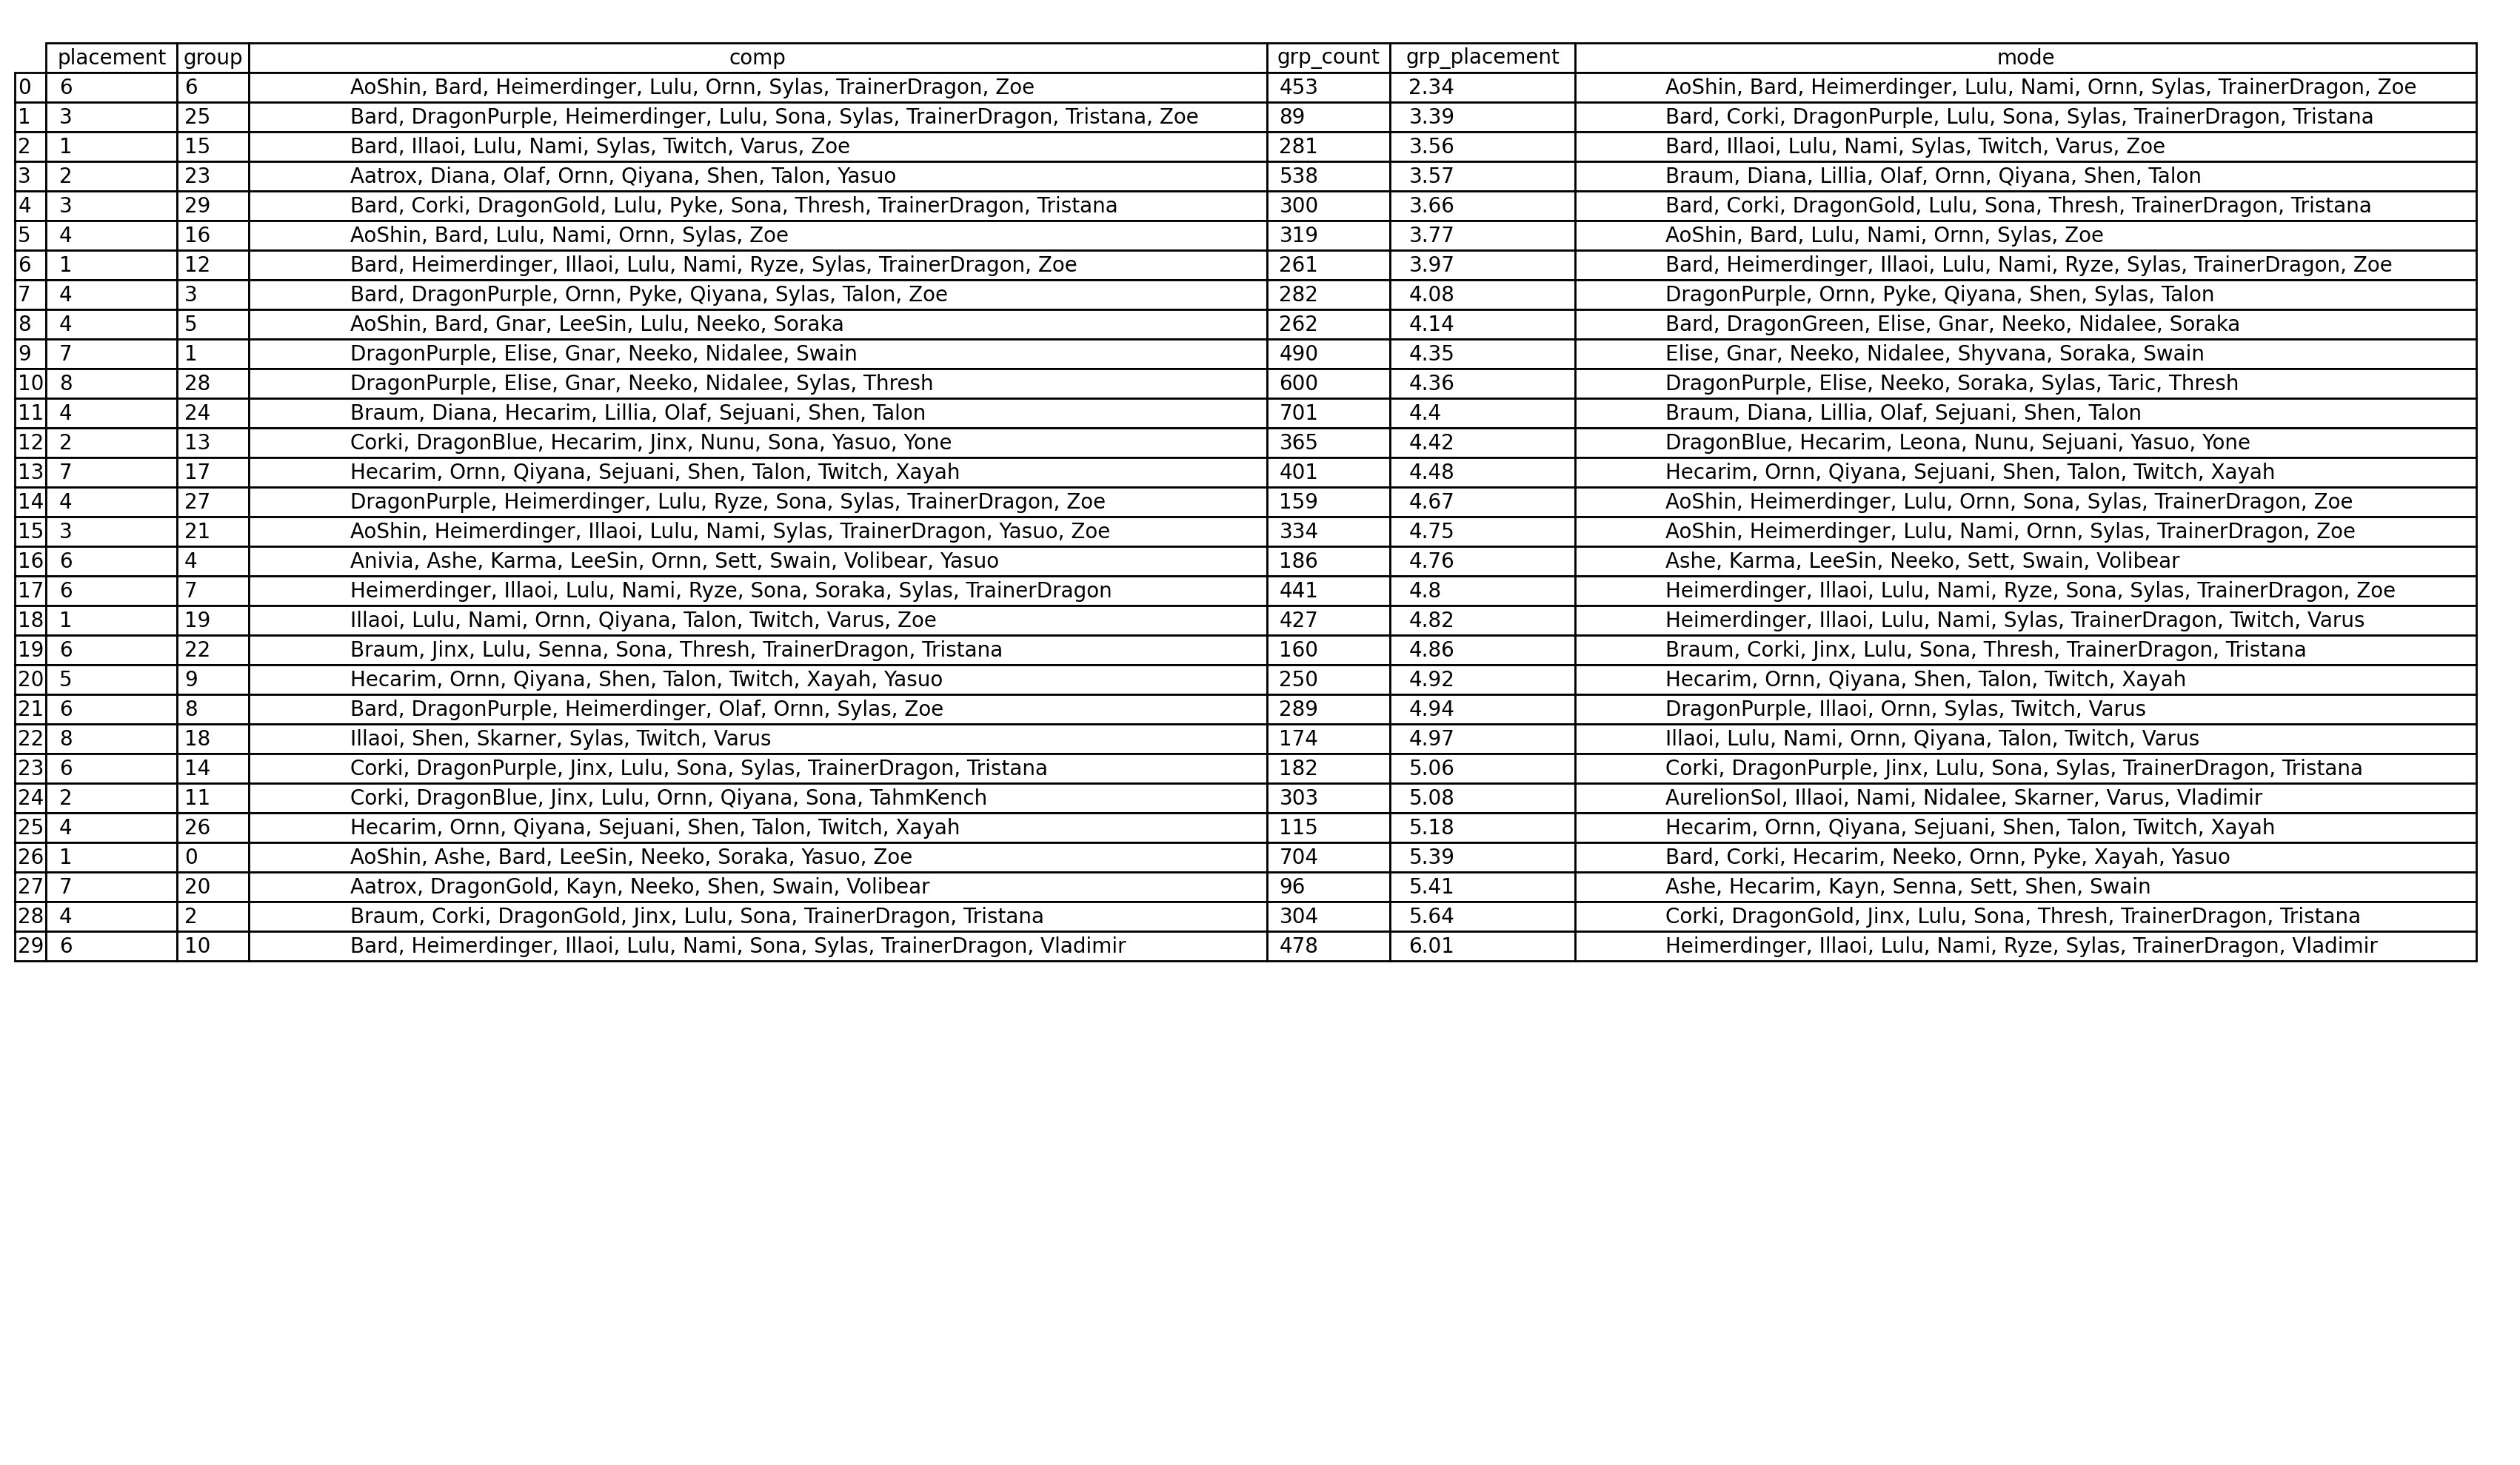 placement group comp grp_count grp_placement mode
0 6 6 AoShin, Bard, Heimerdinger, Lulu, Ornn, Sylas, TrainerDragon, Zoe 453 2.34 AoShin, Bard, Heimerdinger, Lulu, Nami, Ornn, Sylas, TrainerDragon, Zoe
1 3 25 Bard, DragonPurple, Heimerdinger, Lulu, Sona, Sylas, TrainerDragon, Tristana, Zoe 89 3.39 Bard, Corki, DragonPurple, Lulu, Sona, Sylas, TrainerDragon, Tristana
2 1 15 Bard, Illaoi, Lulu, Nami, Sylas, Twitch, Varus, Zoe 281 3.56 Bard, Illaoi, Lulu, Nami, Sylas, Twitch, Varus, Zoe
3 2 23 Aatrox, Diana, Olaf, Ornn, Qiyana, Shen, Talon, Yasuo 538 3.57 Braum, Diana, Lillia, Olaf, Ornn, Qiyana, Shen, Talon
4 3 29 Bard, Corki, DragonGold, Lulu, Pyke, Sona, Thresh, TrainerDragon, Tristana 300 3.66 Bard, Corki, DragonGold, Lulu, Sona, Thresh, TrainerDragon, Tristana
5 4 16 AoShin, Bard, Lulu, Nami, Ornn, Sylas, Zoe 319 3.77 AoShin, Bard, Lulu, Nami, Ornn, Sylas, Zoe
6 1 12 Bard, Heimerdinger, Illaoi, Lulu, Nami, Ryze, Sylas, TrainerDragon, Zoe 261 3.97 Bard, Heimerdinger, Illaoi, Lulu, Nami, Ryze, Sylas, TrainerDragon, Zoe
7 4 3 Bard, DragonPurple, Ornn, Pyke, Qiyana, Sylas, Talon, Zoe 282 4.08 DragonPurple, Ornn, Pyke, Qiyana, Shen, Sylas, Talon
8 4 5 AoShin, Bard, Gnar, LeeSin, Lulu, Neeko, Soraka 262 4.14 Bard, DragonGreen, Elise, Gnar, Neeko, Nidalee, Soraka
9 7 1 DragonPurple, Elise, Gnar, Neeko, Nidalee, Swain 490 4.35 Elise, Gnar, Neeko, Nidalee, Shyvana, Soraka, Swain
10 8 28 DragonPurple, Elise, Gnar, Neeko, Nidalee, Sylas, Thresh 600 4.36 DragonPurple, Elise, Neeko, Soraka, Sylas, Taric, Thresh
11 4 24 Braum, Diana, Hecarim, Lillia, Olaf, Sejuani, Shen, Talon 701 4.4 Braum, Diana, Lillia, Olaf, Sejuani, Shen, Talon
12 2 13 Corki, DragonBlue, Hecarim, Jinx, Nunu, Sona, Yasuo, Yone 365 4.42 DragonBlue, Hecarim, Leona, Nunu, Sejuani, Yasuo, Yone
13 7 17 Hecarim, Ornn, Qiyana, Sejuani, Shen, Talon, Twitch, Xayah 401 4.48 Hecarim, Ornn, Qiyana, Sejuani, Shen, Talon, Twitch, Xayah
14 4 27 DragonPurple, Heimerdinger, Lulu, Ryze, Sona, Sylas, TrainerDragon, Zoe 159 4.67 AoShin, Heimerdinger, Lulu, Ornn, Sona, Sylas, TrainerDragon, Zoe
15 3 21 AoShin, Heimerdinger, Illaoi, Lulu, Nami, Sylas, TrainerDragon, Yasuo, Zoe 334 4.75 AoShin, Heimerdinger, Lulu, Nami, Ornn, Sylas, TrainerDragon, Zoe
16 6 4 Anivia, Ashe, Karma, LeeSin, Ornn, Sett, Swain, Volibear, Yasuo 186 4.76 Ashe, Karma, LeeSin, Neeko, Sett, Swain, Volibear
17 6 7 Heimerdinger, Illaoi, Lulu, Nami, Ryze, Sona, Soraka, Sylas, TrainerDragon 441 4.8 Heimerdinger, Illaoi, Lulu, Nami, Ryze, Sona, Sylas, TrainerDragon, Zoe
18 1 19 Illaoi, Lulu, Nami, Ornn, Qiyana, Talon, Twitch, Varus, Zoe 427 4.82 Heimerdinger, Illaoi, Lulu, Nami, Sylas, TrainerDragon, Twitch, Varus
19 6 22 Braum, Jinx, Lulu, Senna, Sona, Thresh, TrainerDragon, Tristana 160 4.86 Braum, Corki, Jinx, Lulu, Sona, Thresh, TrainerDragon, Tristana
20 5 9 Hecarim, Ornn, Qiyana, Shen, Talon, Twitch, Xayah, Yasuo 250 4.92 Hecarim, Ornn, Qiyana, Shen, Talon, Twitch, Xayah
21 6 8 Bard, DragonPurple, Heimerdinger, Olaf, Ornn, Sylas, Zoe 289 4.94 DragonPurple, Illaoi, Ornn, Sylas, Twitch, Varus
22 8 18 Illaoi, Shen, Skarner, Sylas, Twitch, Varus 174 4.97 Illaoi, Lulu, Nami, Ornn, Qiyana, Talon, Twitch, Varus
23 6 14 Corki, DragonPurple, Jinx, Lulu, Sona, Sylas, TrainerDragon, Tristana 182 5.06 Corki, DragonPurple, Jinx, Lulu, Sona, Sylas, TrainerDragon, Tristana
24 2 11 Corki, DragonBlue, Jinx, Lulu, Ornn, Qiyana, Sona, TahmKench 303 5.08 AurelionSol, Illaoi, Nami, Nidalee, Skarner, Varus, Vladimir
25 4 26 Hecarim, Ornn, Qiyana, Sejuani, Shen, Talon, Twitch, Xayah 115 5.18 Hecarim, Ornn, Qiyana, Sejuani, Shen, Talon, Twitch, Xayah
26 1 0 AoShin, Ashe, Bard, LeeSin, Neeko, Soraka, Yasuo, Zoe 704 5.39 Bard, Corki, Hecarim, Neeko, Ornn, Pyke, Xayah, Yasuo
27 7 20 Aatrox, DragonGold, Kayn, Neeko, Shen, Swain, Volibear 96 5.41 Ashe, Hecarim, Kayn, Senna, Sett, Shen, Swain
28 4 2 Braum, Corki, DragonGold, Jinx, Lulu, Sona, TrainerDragon, Tristana 304 5.64 Corki, DragonGold, Jinx, Lulu, Sona, Thresh, TrainerDragon, Tristana
29 6 10 Bard, Heimerdinger, Illaoi, Lulu, Nami, Sona, Sylas, TrainerDragon, Vladimir 478 6.01 Heimerdinger, Illaoi, Lulu, Nami, Ryze, Sylas, TrainerDragon, Vladimir